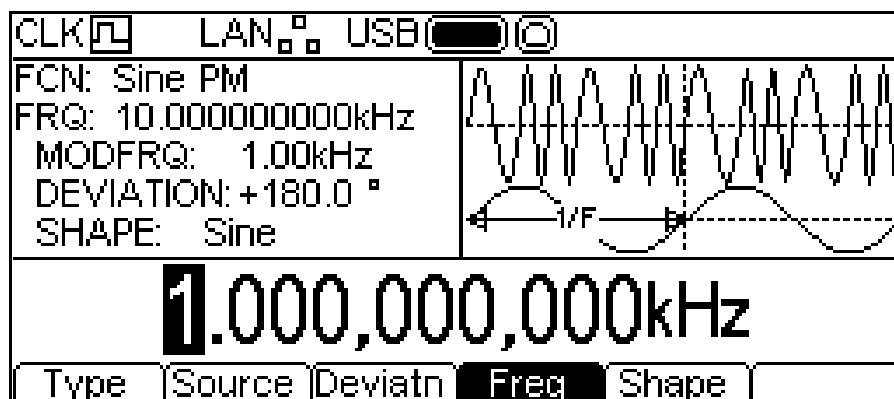 CLK LAN USB
FCN: Sine PM
FRQ: 10.000000000kHz
MODFRQ: 1.00kHz
DEVIATION: +180.0 °
SHAPE: Sine
1/F
1.000,000,000kHz
Type Source Deviatn Freq Shape